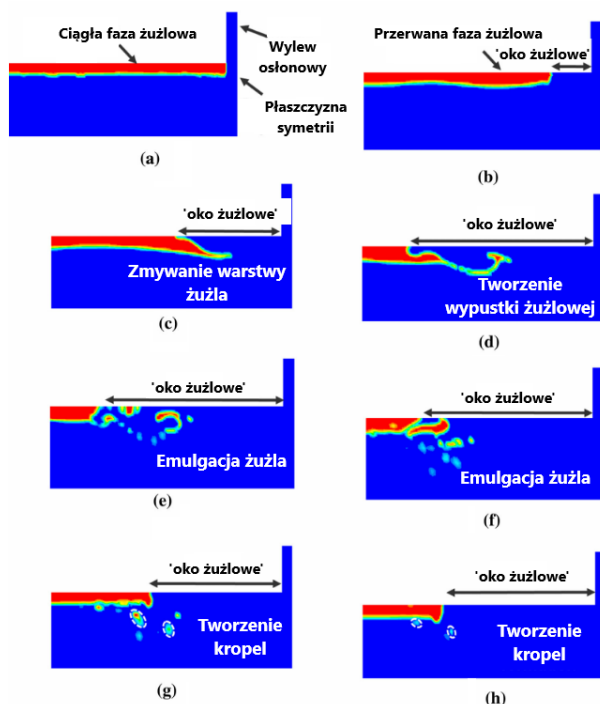 Ciągła faza żużlowa
Wylew
osłonowy
Płaszczyzna
symetrii
(a)
Przerwana faza żużlowa
'oko żużlowe'
(b)
'oko żużlowe'
Zmywanie warstwy
żużla
(c)
'oko żużlowe'
Tworzenie
wypustki żużlowej
(d)
'oko żużlowe'
Emulgacja żużla
(e)
'oko żużlowe'
Emulgacja żużla
(f)
'oko żużlowe'
Tworzenie
kropel
(g)
'oko żużlowe'
Tworzenie
kropel
(h)